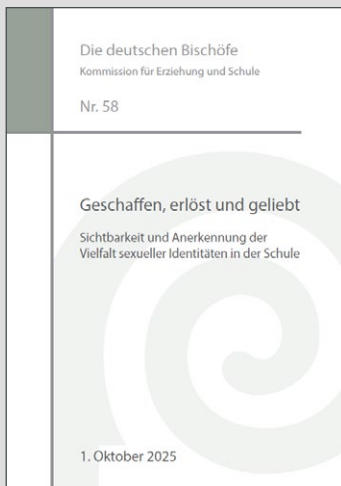 Die deutschen Bischöfe
Kommission für Erziehung und Schule
Nr. 58
Geschaffen, erlöst und geliebt
Sichtbarkeit und Anerkennung der
Vielfalt sexueller Identitäten in der Schule
1. Oktober 2025